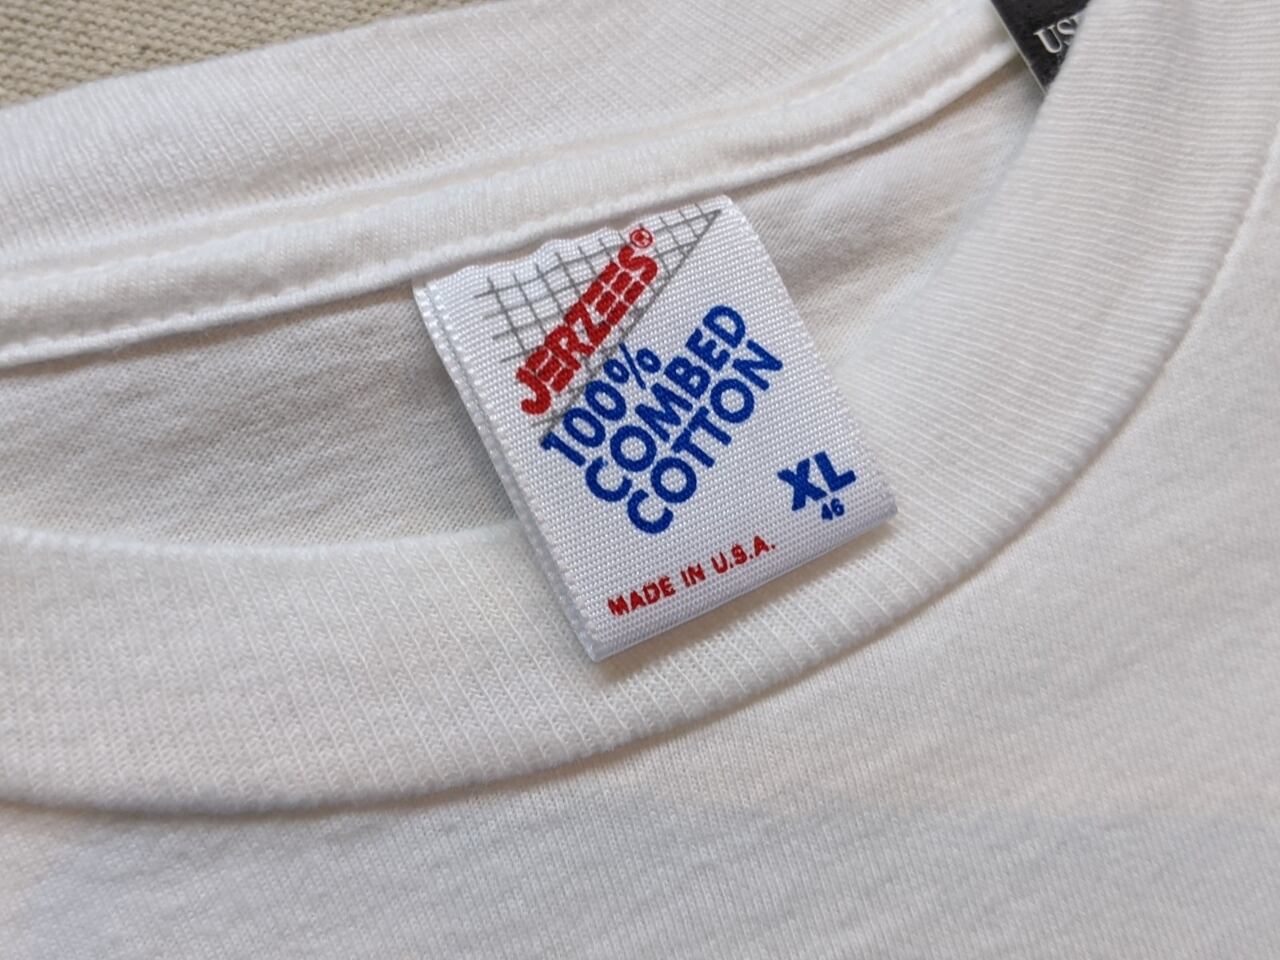 JERZEES®
100%
COMBED
COTTON
XL
46
MADE IN U.S.A.